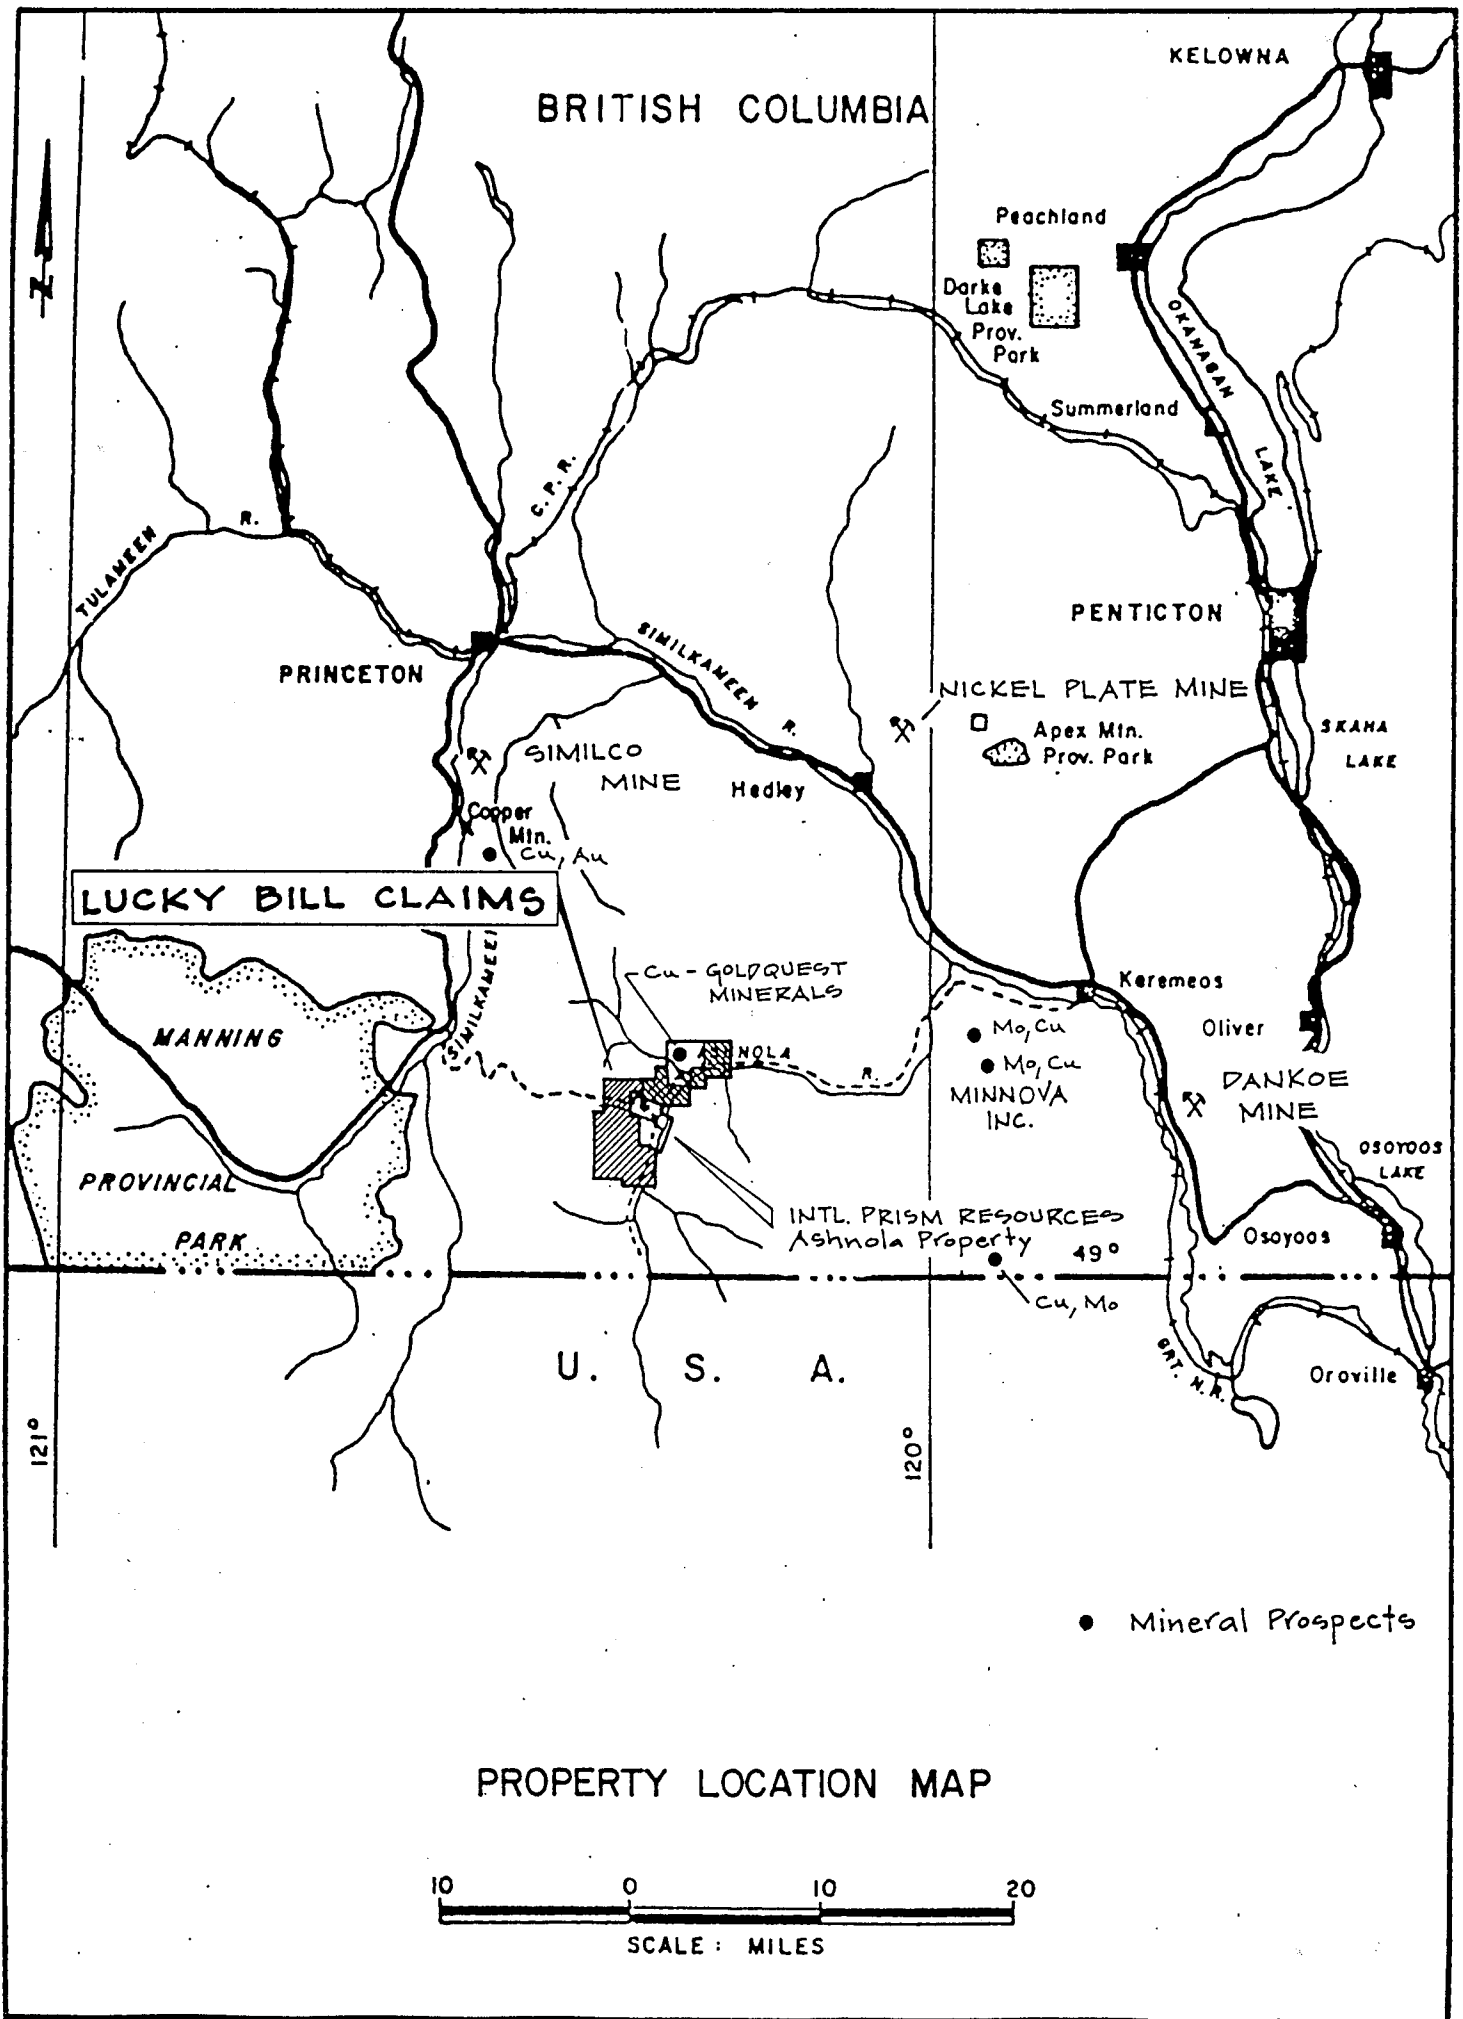 KELOWNA
BRITISH COLUMBIA
Peachland
Darke
Lake
Prov.
Park
OKANAGAN
LAKE
Summerland
C. P. R.
TULAMEEN
R.
PENTICTON
PRINCETON
SIMILKAMEEN
R.
NICKEL PLATE MINE
Apex Mtn.
Prov. Park
SKAHA
LAKE
SIMILCO
MINE
Hedley
Copper
Mtn.
Cu, Au
LUCKY BILL CLAIMS
SIMILKAMEE
Cu - GOLDQUEST
MINERALS
Keremeos
Oliver
MANNING
PROVINCIAL
PARK
A
NOLA
R.
Mo, Cu
Mo, Cu
MINNOVA
INC.
DANKOE
MINE
OSOYOOS
LAKE
INTL. PRISM RESOURCES
Ashnola Property
49°
Osoyoos
Cu, Mo
U. S. A.
GRT. N.R.
Oroville
121°
120°
Mineral Prospects
PROPERTY LOCATION MAP
10 0 10 20
SCALE : MILES